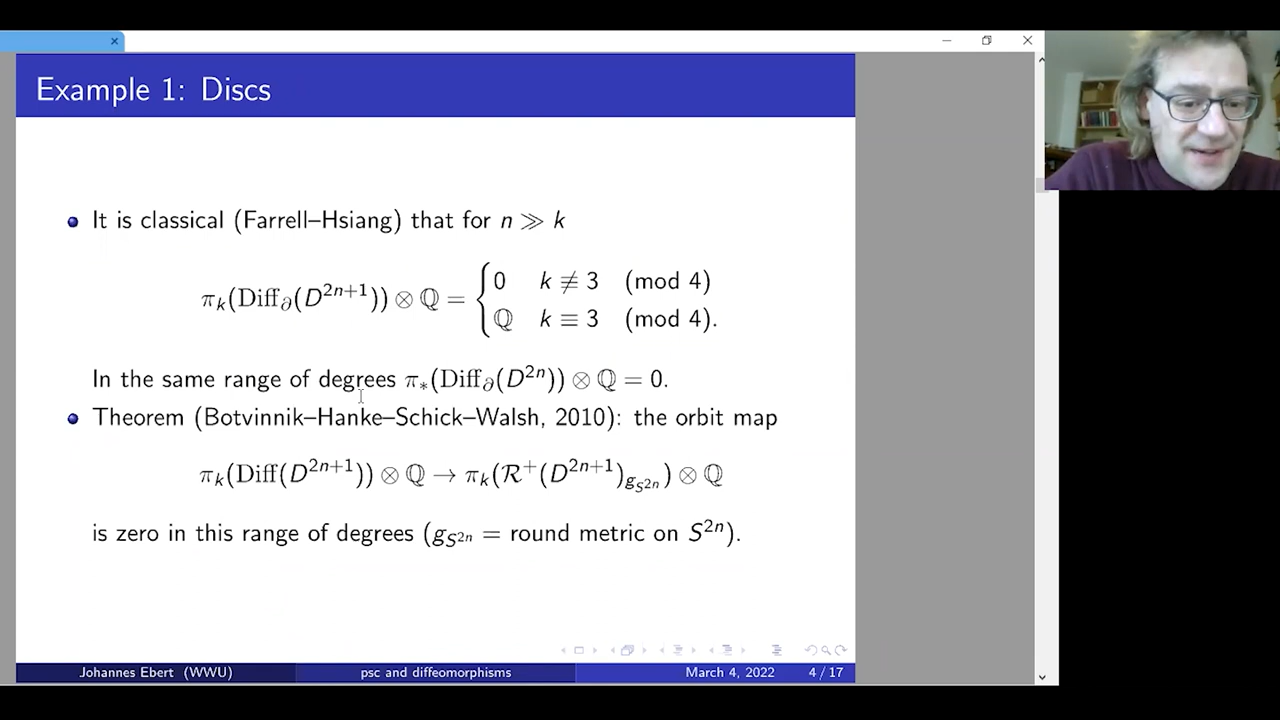 Example 1: Discs
It is classical (Farrell–Hsiang) that for n ≫ k
π_k(Diff_∂(D^{2n+1})) ⊗ ℚ = { 0 k ≢ 3 (mod 4)
ℚ k ≡ 3 (mod 4).
In the same range of degrees π_*(Diff_∂(D^{2n})) ⊗ ℚ = 0.
Theorem (Botvinnik–Hanke–Schick–Walsh, 2010): the orbit map
π_k(Diff(D^{2n+1})) ⊗ ℚ → π_k(ℛ^+(D^{2n+1})_{g_{S^{2n}}}) ⊗ ℚ
is zero in this range of degrees (g_{S^{2n}} = round metric on S^{2n}).
Johannes Ebert (WWU) psc and diffeomorphisms March 4, 2022 4 / 17